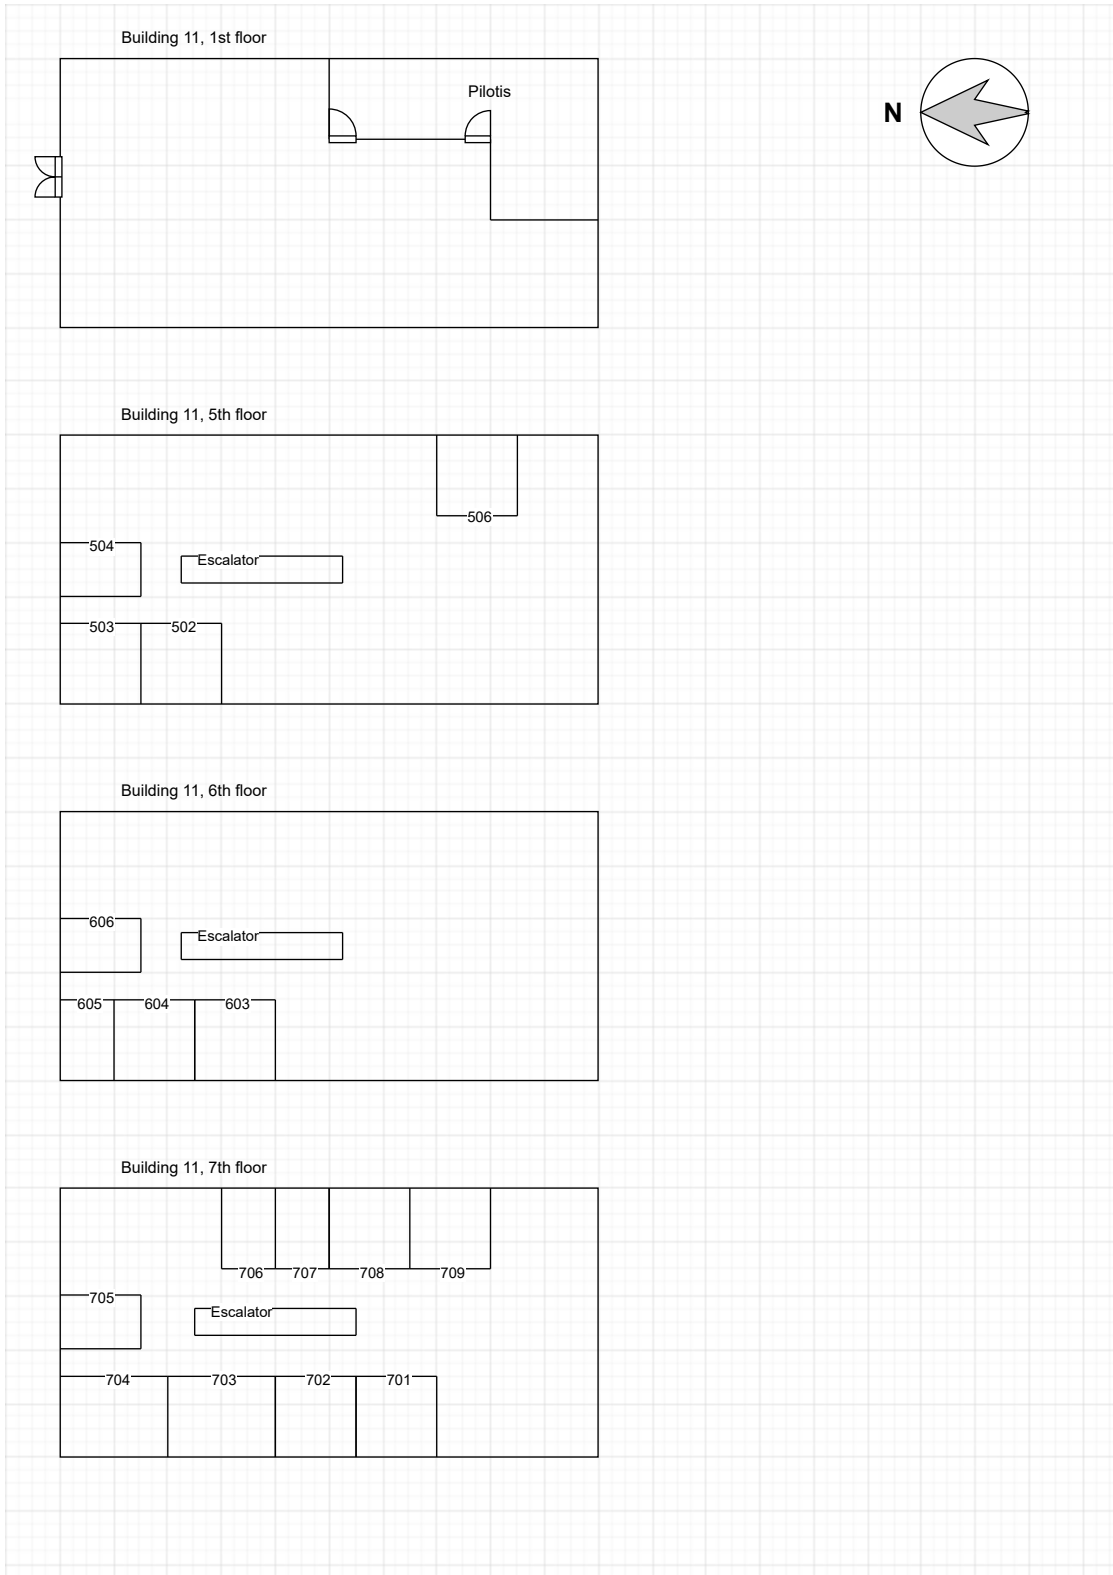 Building 11, 1st floor
Pilotis
N
Building 11, 5th floor
506
504
Escalator
503 502
Building 11, 6th floor
606
Escalator
605 604 603
Building 11, 7th floor
706 707 708 709
705
Escalator
704 703 702 701